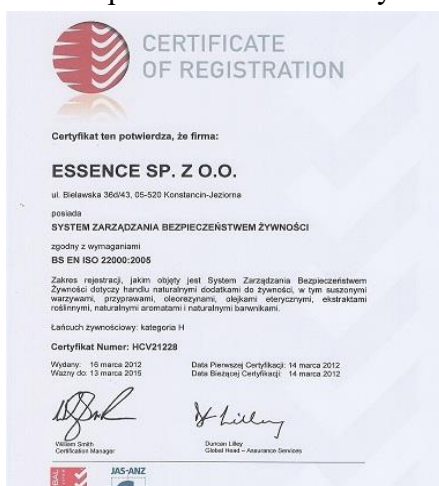 CERTIFICATE
OF REGISTRATION
Certyfikat ten potwierdza, że firma:
ESSENCE SP. Z O.O.
ul. Bielawska 36d/43, 05-520 Konstancin-Jeziorna
posiada
SYSTEM ZARZĄDZANIA BEZPIECZEŃSTWEM ŻYWNOŚCI
zgodny z wymaganiami
BS EN ISO 22000:2005
Zakres rejestracji, jakim objęty jest System Zarządzania Bezpieczeństwem
Żywności dotyczy handlu naturalnymi dodatkami do żywności, w tym suszonymi
warzywami, przyprawami, oleorezynami, olejkami eterycznymi, ekstraktami
roślinnymi, naturalnymi aromatami i naturalnymi barwnikami.
Łańcuch żywnościowy: kategoria H
Certyfikat Numer: HCV21228
Wydany: 16 marca 2012 Data Pierwszej Certyfikacji: 14 marca 2012
Ważny do: 13 marca 2015 Data Bieżącej Certyfikacji: 14 marca 2012
William Smith Duncan Lilley
Certification Manager Global Head – Assurance Services
JAS-ANZ